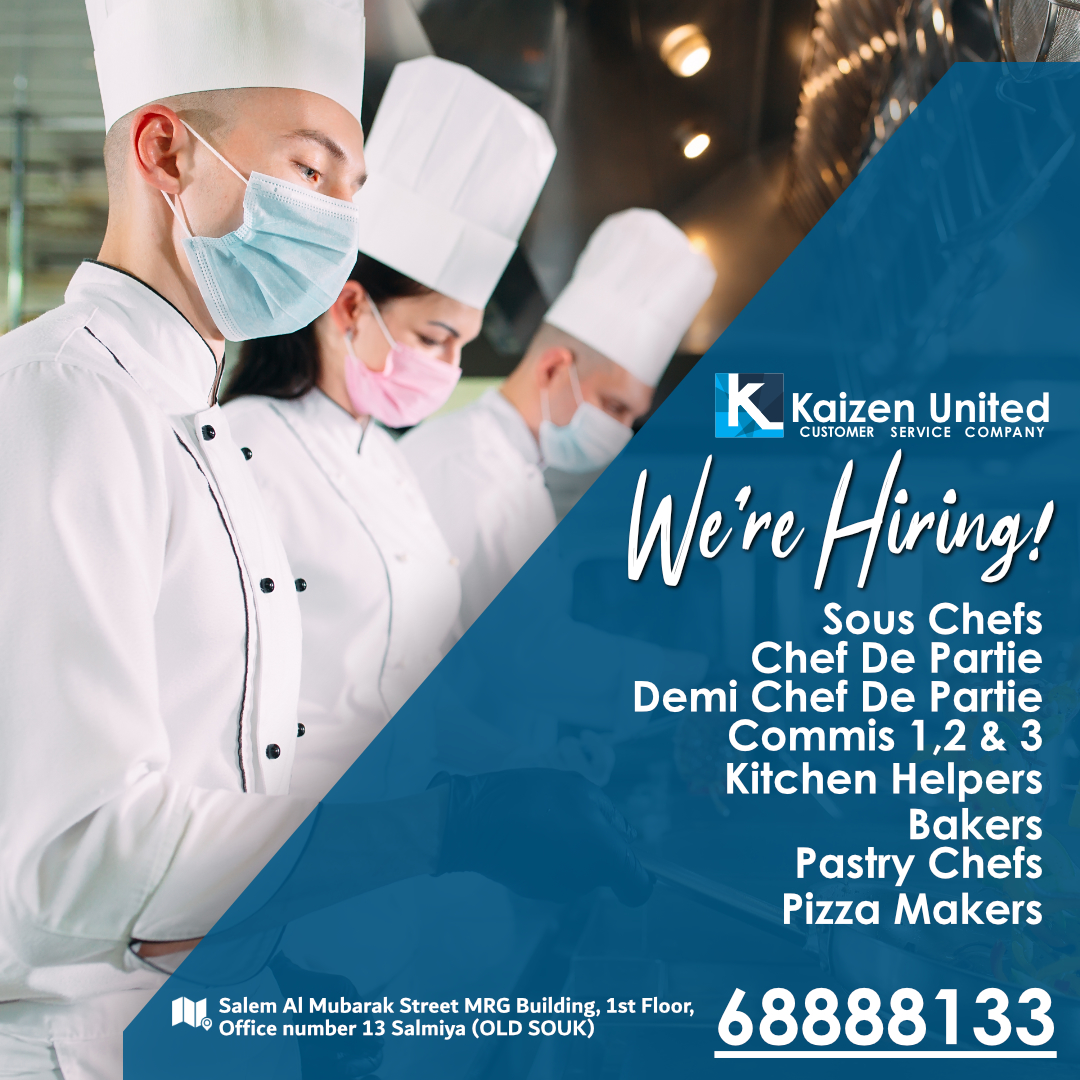 K Kaizen United
CUSTOMER SERVICE COMPANY
We're Hiring!
Sous Chefs
Chef De Partie
Demi Chef De Partie
Commis 1,2 & 3
Kitchen Helpers
Bakers
Pastry Chefs
Pizza Makers
Salem Al Mubarak Street MRG Building, 1st Floor,
Office number 13 Salmiya (OLD SOUK)
68888133